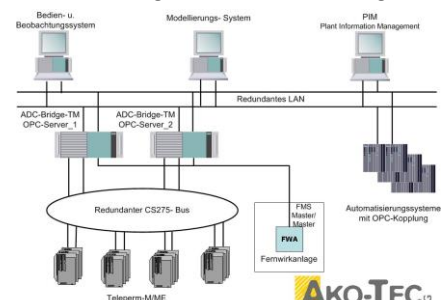 Bedien- u.
Beobachtungssystem
Modellierungs- System
PIM
Plant Information Management
Redundantes LAN
ADC-Bridge-TM
OPC-Server_1
ADC-Bridge-TM
OPC-Server_2
Redundanter CS275- Bus
FMS
Master/
Master
FWA
Fernwirkanlage
Automatisierungssysteme
mit OPC-Kopplung
Teleperm-M/ME
AKO-TEC